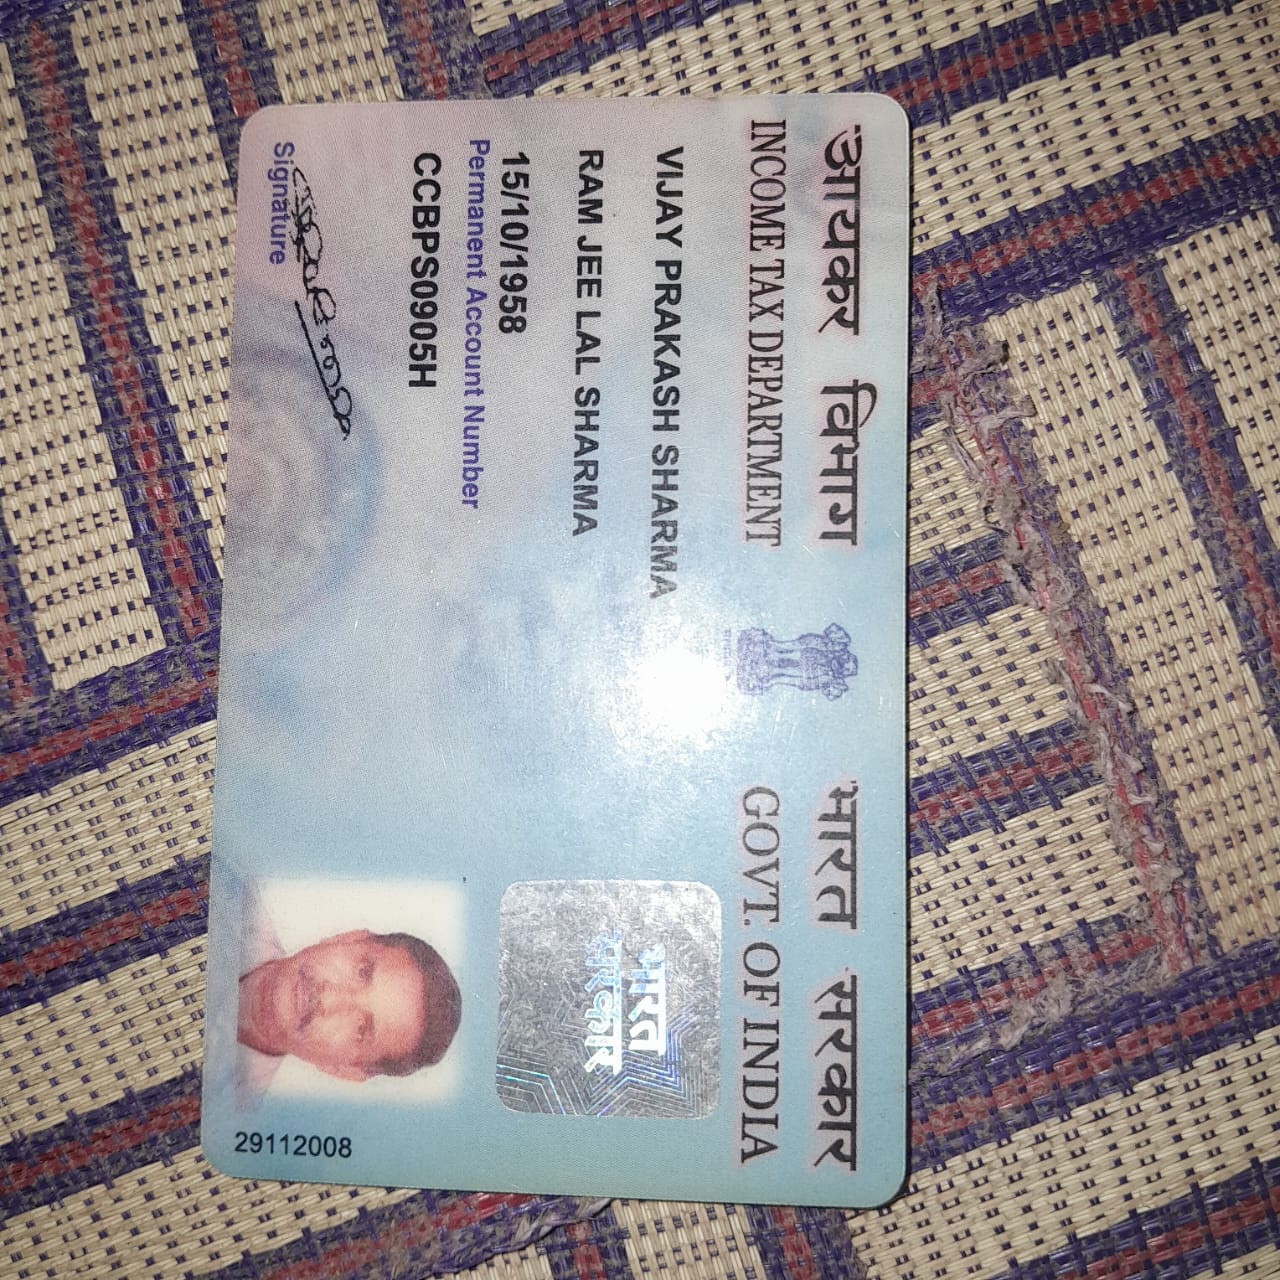 आयकर विभाग
INCOME TAX DEPARTMENT
भारत सरकार
GOVT. OF INDIA
VIJAY PRAKASH SHARMA
RAM JEE LAL SHARMA
15/10/1958
Permanent Account Number
CCBPS0905H
Signature
भारत
सरकार
29112008